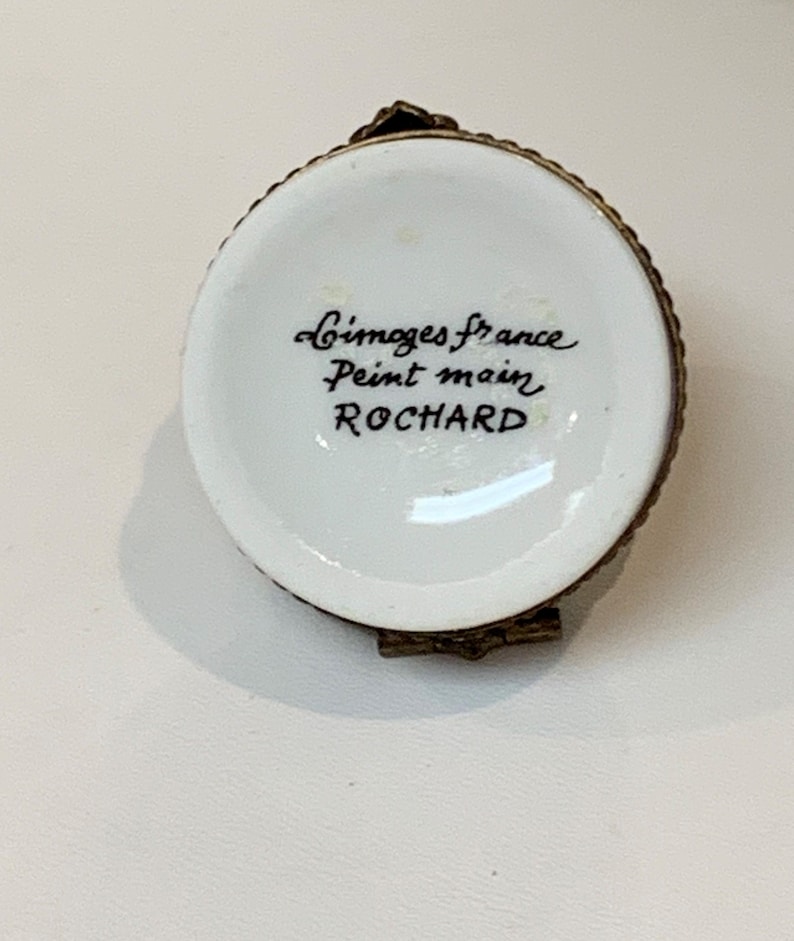 Limoges france
Peint main
ROCHARD